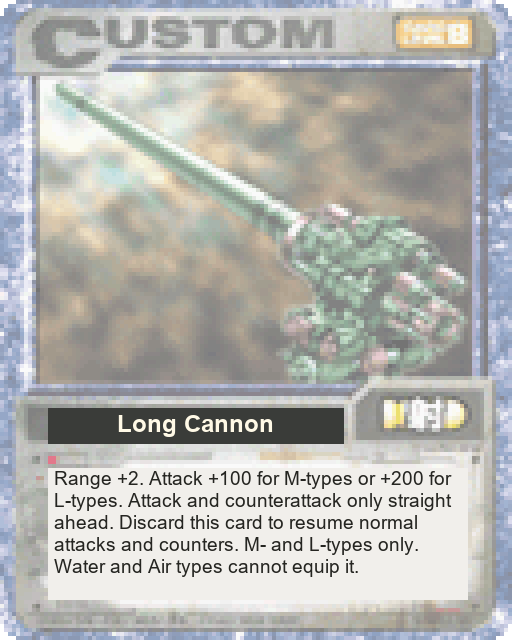 CUSTOM
B
Long Cannon
Range +2. Attack +100 for M-types or +200 for
L-types. Attack and counterattack only straight
ahead. Discard this card to resume normal
attacks and counters. M- and L-types only.
Water and Air types cannot equip it.